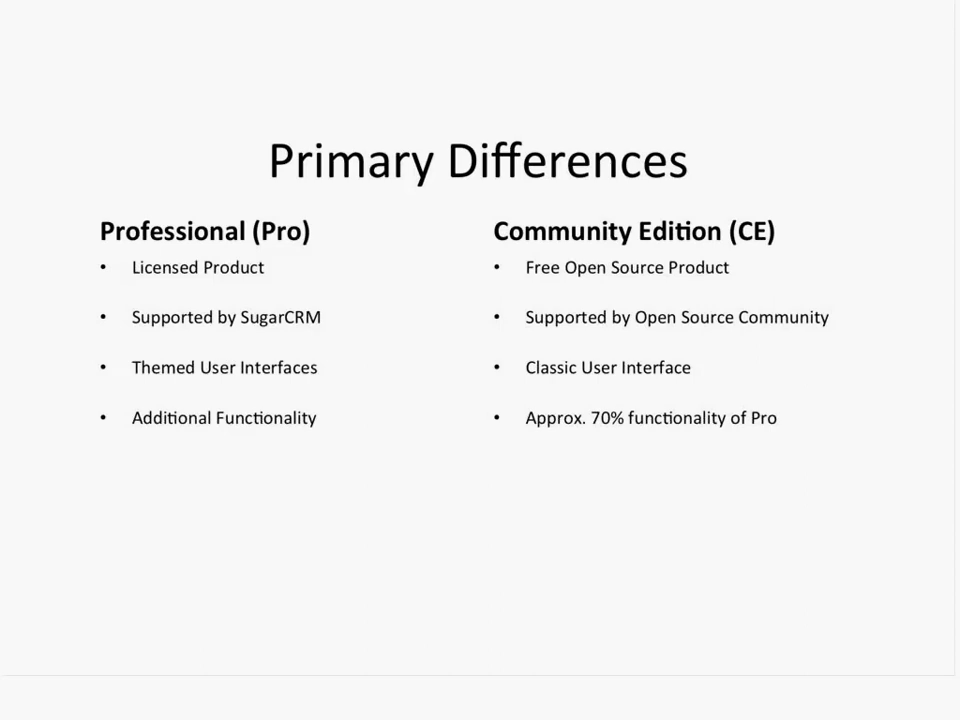 Primary Differences
Professional (Pro)
• Licensed Product
• Supported by SugarCRM
• Themed User Interfaces
• Additional Functionality
Community Edition (CE)
• Free Open Source Product
• Supported by Open Source Community
• Classic User Interface
• Approx. 70% functionality of Pro